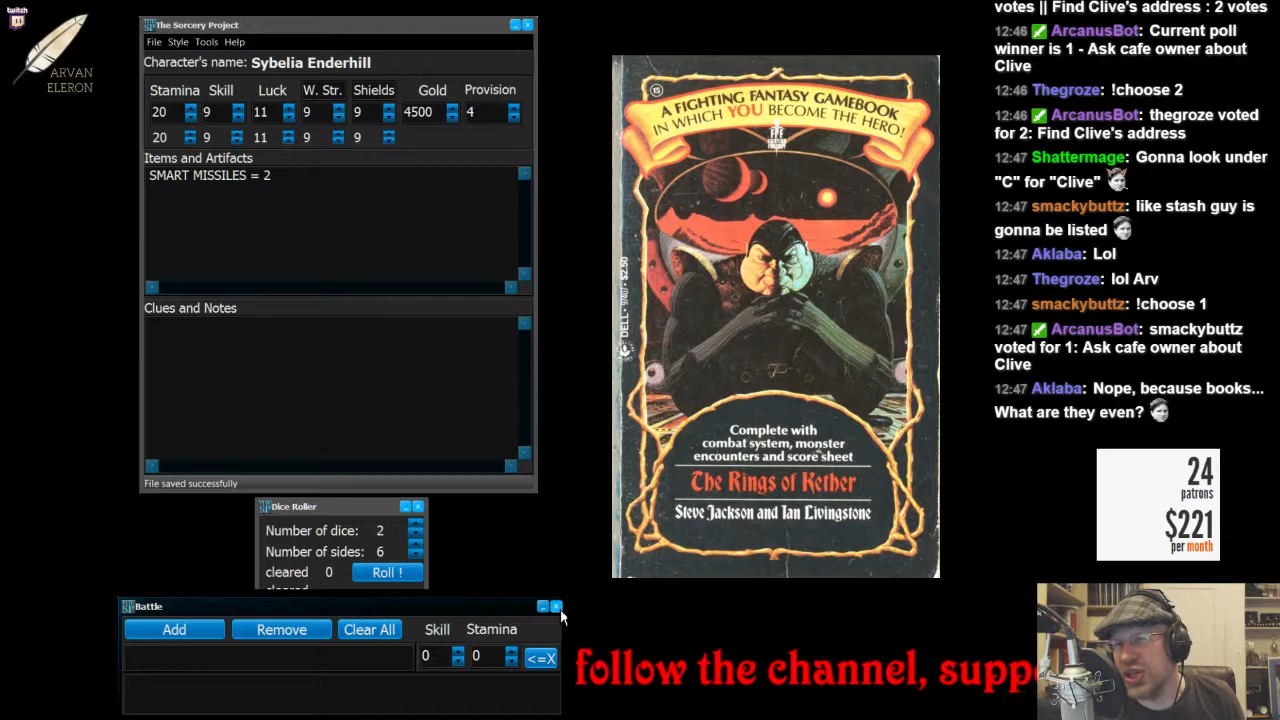 twitch
ARVAN
ELERON
The Sorcery Project
File Style Tools Help
Character's name: Sybelia Enderhill
Stamina Skill Luck W. Str. Shields Gold Provision
20 9 11 9 9 4500 4
20 9 11 9 9
Items and Artifacts
SMART MISSILES = 2
Clues and Notes
File saved successfully
Dice Roller
Number of dice: 2
Number of sides: 6
cleared 0 Roll !
cleared
Battle
Add Remove Clear All Skill Stamina
0 0 <=X
15
A FIGHTING FANTASY GAMEBOOK
IN WHICH YOU BECOME THE HERO!
DELL • 97407 • $2.50
Complete with
combat system, monster
encounters and score sheet
The Rings of Kether
Steve Jackson and Ian Livingstone
follow the channel, supp
votes || Find Clive's address : 2 votes
12:46 ArcanusBot: Current poll
winner is 1 - Ask cafe owner about
Clive
12:46 Thegroze: !choose 2
12:46 ArcanusBot: thegroze voted
for 2: Find Clive's address
12:47 Shattermage: Gonna look under
"C" for "Clive"
12:47 smackybuttz: like stash guy is
gonna be listed
12:47 Aklaba: Lol
12:47 Thegroze: lol Arv
12:47 smackybuttz: !choose 1
12:47 ArcanusBot: smackybuttz
voted for 1: Ask cafe owner about
Clive
12:47 Aklaba: Nope, because books...
What are they even?
24
patrons
$221
per month